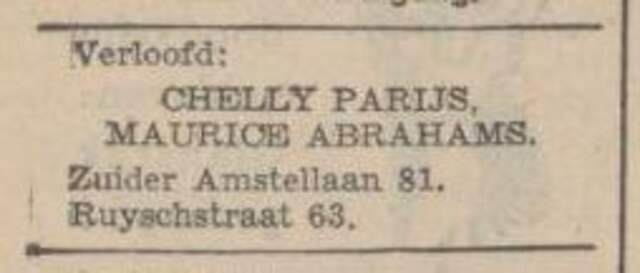 Verloofd:
CHELLY PARIJS,
MAURICE ABRAHAMS.
Zuider Amstellaan 81.
Ruyschstraat 63.